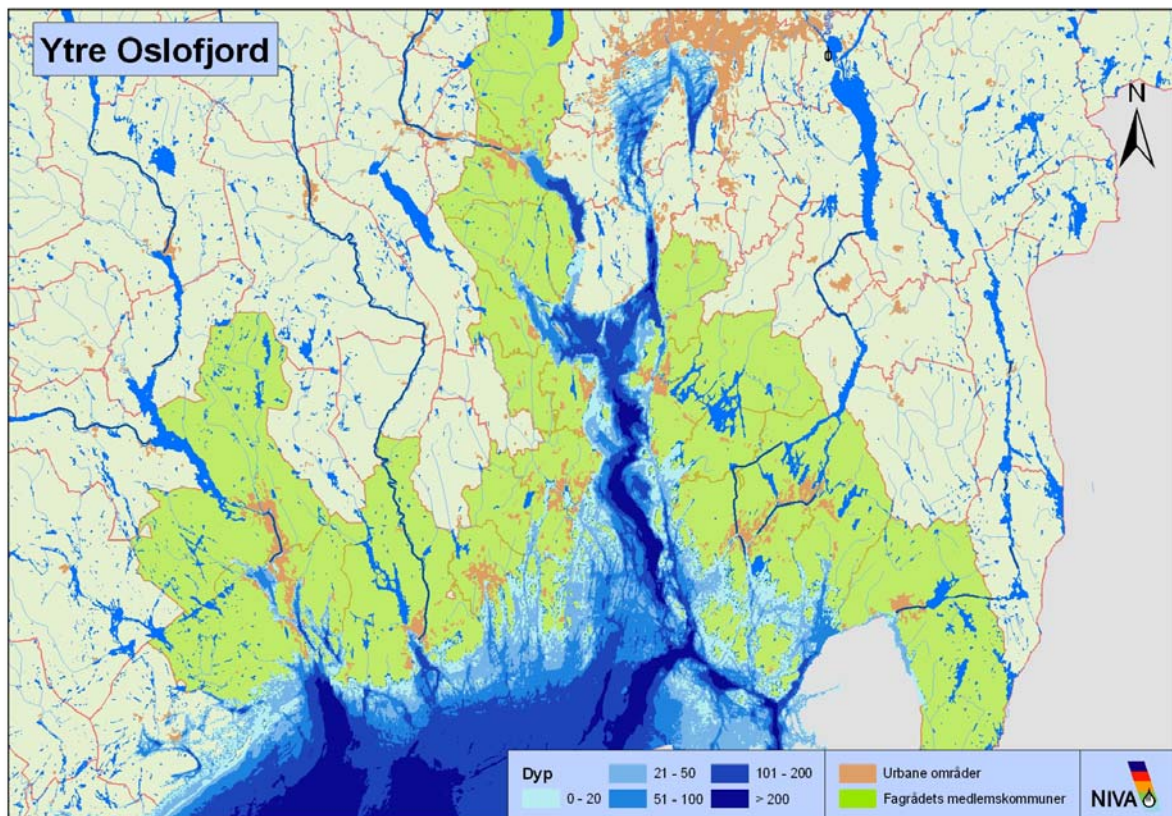 Ytre Oslofjord
N
Dyp
0 - 20
21 - 50
51 - 100
101 - 200
> 200
Urbane områder
Fagrådets medlemskommuner
NIVA